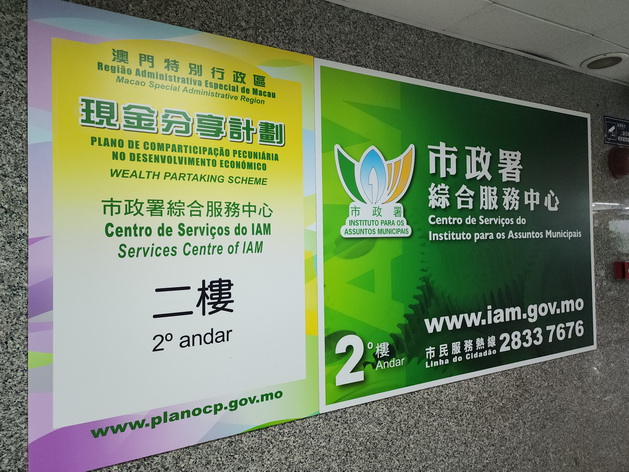 澳門特別行政區
Região Administrativa Especial de Macau
Macao Special Administrative Region
現金分享計劃
PLANO DE COMPARTICIPAÇÃO PECUNIÁRIA
NO DESENVOLVIMENTO ECONÓMICO
WEALTH PARTAKING SCHEME
市政署綜合服務中心
Centro de Serviços do IAM
Services Centre of IAM
二樓
2º andar
www.planocp.gov.mo
市政署
INSTITUTO PARA OS
ASSUNTOS MUNICIPAIS
市政署
綜合服務中心
Centro de Serviços do
Instituto para os Assuntos Municipais
www.iam.gov.mo
2º 樓
Andar
市民服務熱線 2833 7676
Linha do Cidadão